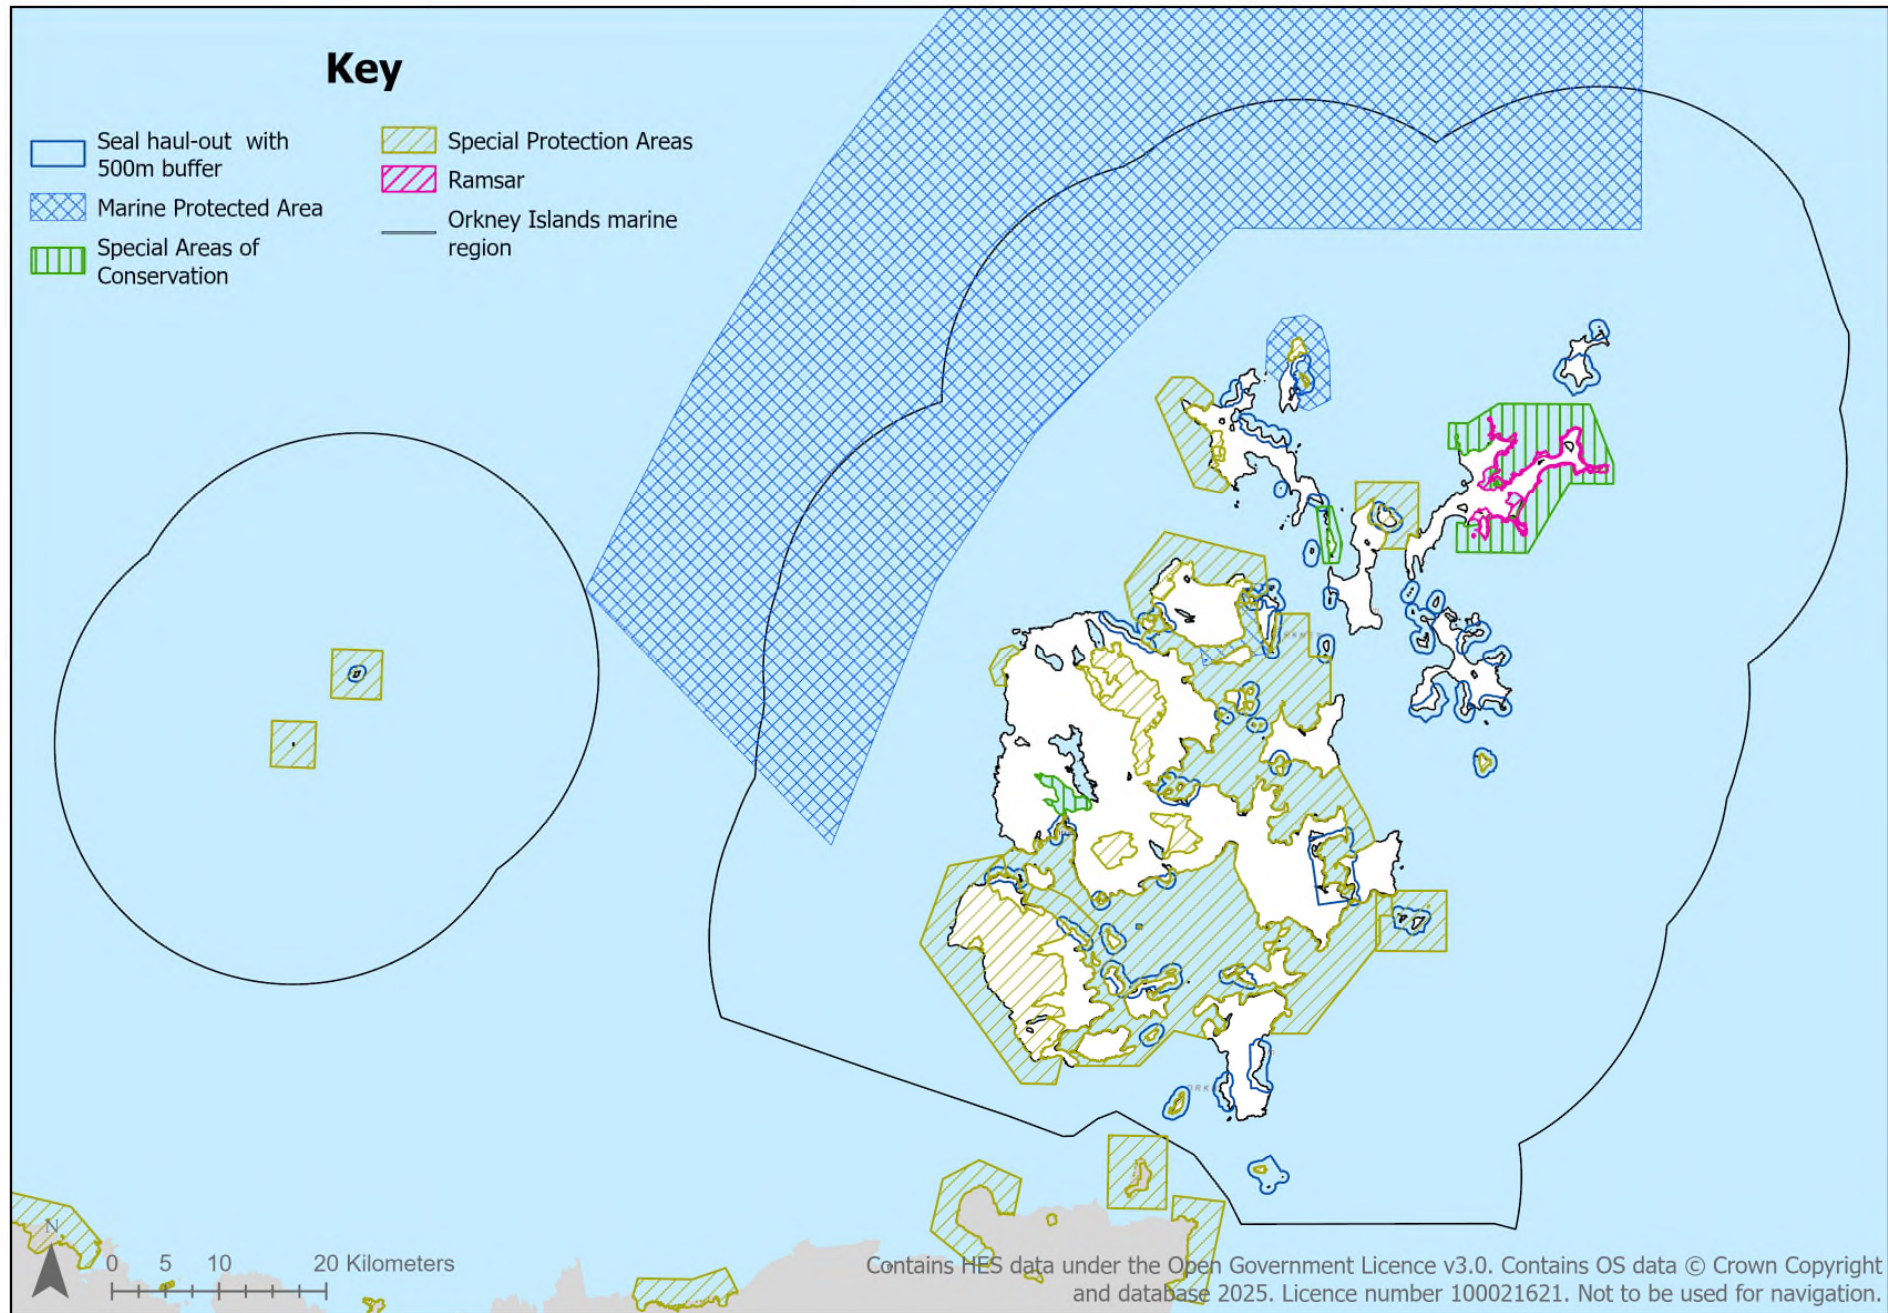 Key
Seal haul-out with
500m buffer
Marine Protected Area
Special Areas of
Conservation
Special Protection Areas
Ramsar
Orkney Islands marine
region
N
0 5 10 20 Kilometers
Contains HES data under the Open Government Licence v3.0. Contains OS data © Crown Copyright
and database 2025. Licence number 100021621. Not to be used for navigation.